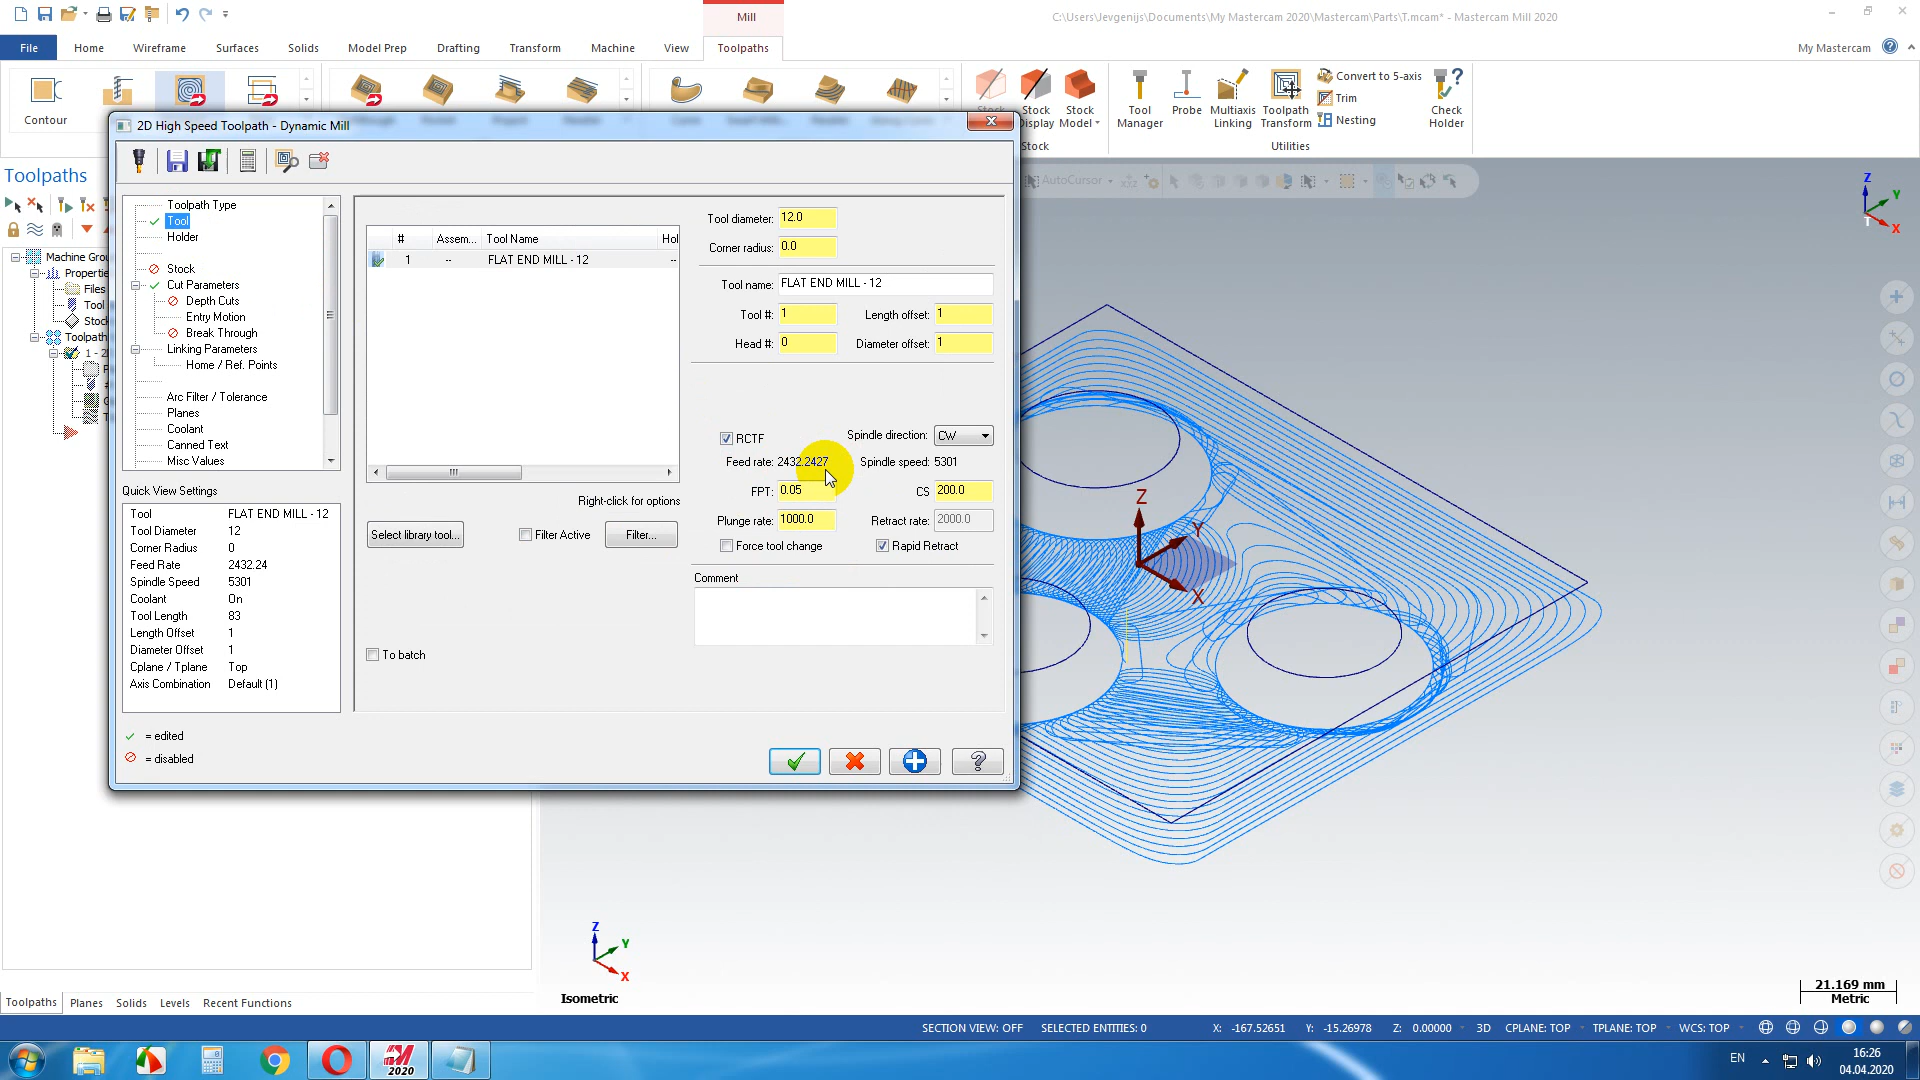 Mill
C:\Users\Jevgenijs\Documents\My Mastercam 2020\Mastercam\Parts\T.mcam* - Mastercam Mill 2020
File
Home
Wireframe
Surfaces
Solids
Model Prep
Drafting
Transform
Machine
View
Toolpaths
My Mastercam
Contour
Stock
Display
Stock
Model
Tool
Manager
Probe
Multiaxis
Linking
Toolpath
Transform
Convert to 5-axis
Trim
Nesting
Check
Holder
Stock
Utilities
2D High Speed Toolpath - Dynamic Mill
AutoCursor
Toolpaths
Machine Grou
Propertie
Files
Tool
Stock
Toolpath
1 - 2
Toolpath Type
Tool
Holder
Stock
Cut Parameters
Depth Cuts
Entry Motion
Break Through
Linking Parameters
Home / Ref. Points
Arc Filter / Tolerance
Planes
Coolant
Canned Text
Misc Values
# Assem... Tool Name Hol
1 -- FLAT END MILL - 12 --
Right-click for options
Select library tool...
Filter Active
Filter...
To batch
Tool diameter: 12.0
Corner radius: 0.0
Tool name: FLAT END MILL - 12
Tool #: 1 Length offset: 1
Head #: 0 Diameter offset: 1
RCTF Spindle direction: CW
Feed rate: 2432.2427 Spindle speed: 5301
FPT: 0.05 CS 200.0
Plunge rate: 1000.0 Retract rate: 2000.0
Force tool change Rapid Retract
Comment
Quick View Settings
Tool FLAT END MILL - 12
Tool Diameter 12
Corner Radius 0
Feed Rate 2432.24
Spindle Speed 5301
Coolant On
Tool Length 83
Length Offset 1
Diameter Offset 1
Cplane / Tplane Top
Axis Combination Default (1)
= edited
= disabled
Z
Y
X
T
Z
Y
X
Z
Y
X
Isometric
21.169 mm
Metric
Toolpaths Planes Solids Levels Recent Functions
SECTION VIEW: OFF SELECTED ENTITIES: 0 X: -167.52651 Y: -15.26978 Z: 0.00000 3D CPLANE: TOP TPLANE: TOP WCS: TOP
2020
EN
16:26
04.04.2020